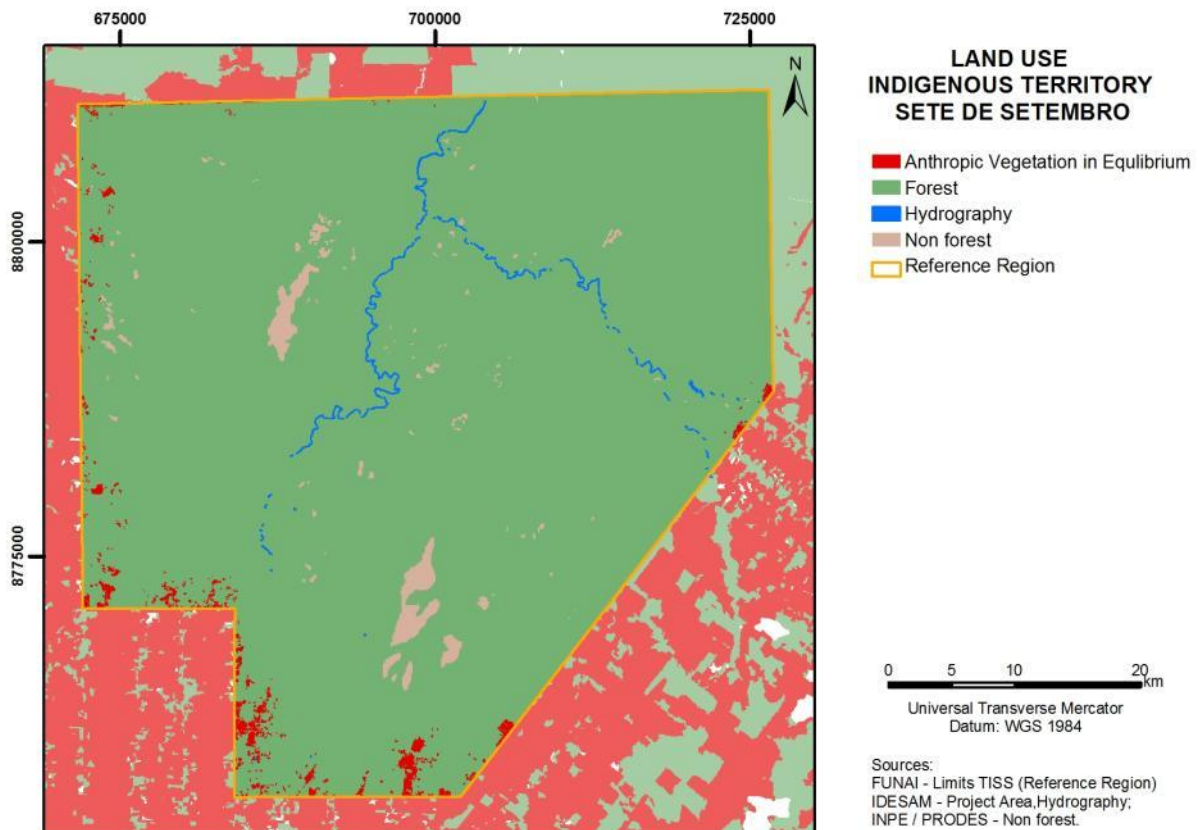 675000 700000 725000
N
8800000
8775000
LAND USE
INDIGENOUS TERRITORY
SETE DE SETEMBRO
Anthropic Vegetation in Equlibrium
Forest
Hydrography
Non forest
Reference Region
0 5 10 20
km
Universal Transverse Mercator
Datum: WGS 1984
Sources:
FUNAI - Limits TISS (Reference Region)
IDESAM - Project Area,Hydrography;
INPE / PRODES - Non forest.